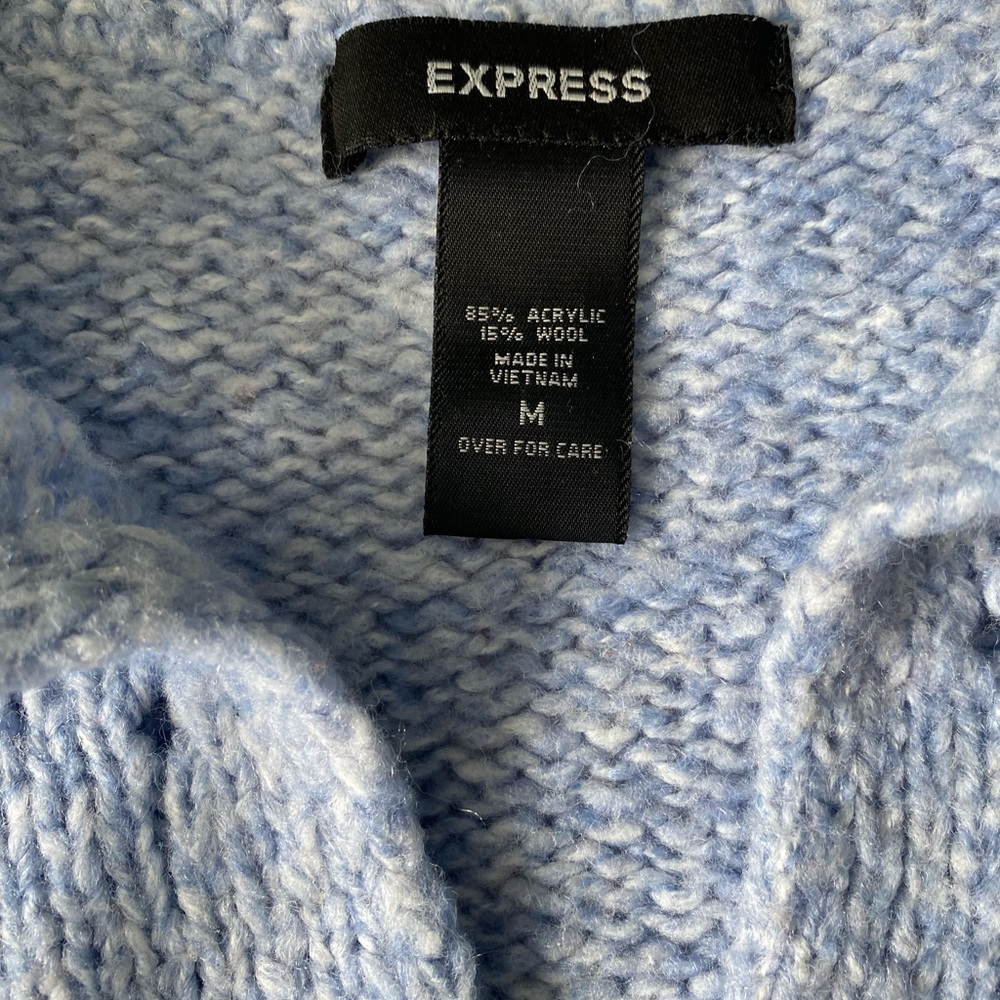 EXPRESS
85% ACRYLIC
15% WOOL
MADE IN
VIETNAM
M
OVER FOR CARE